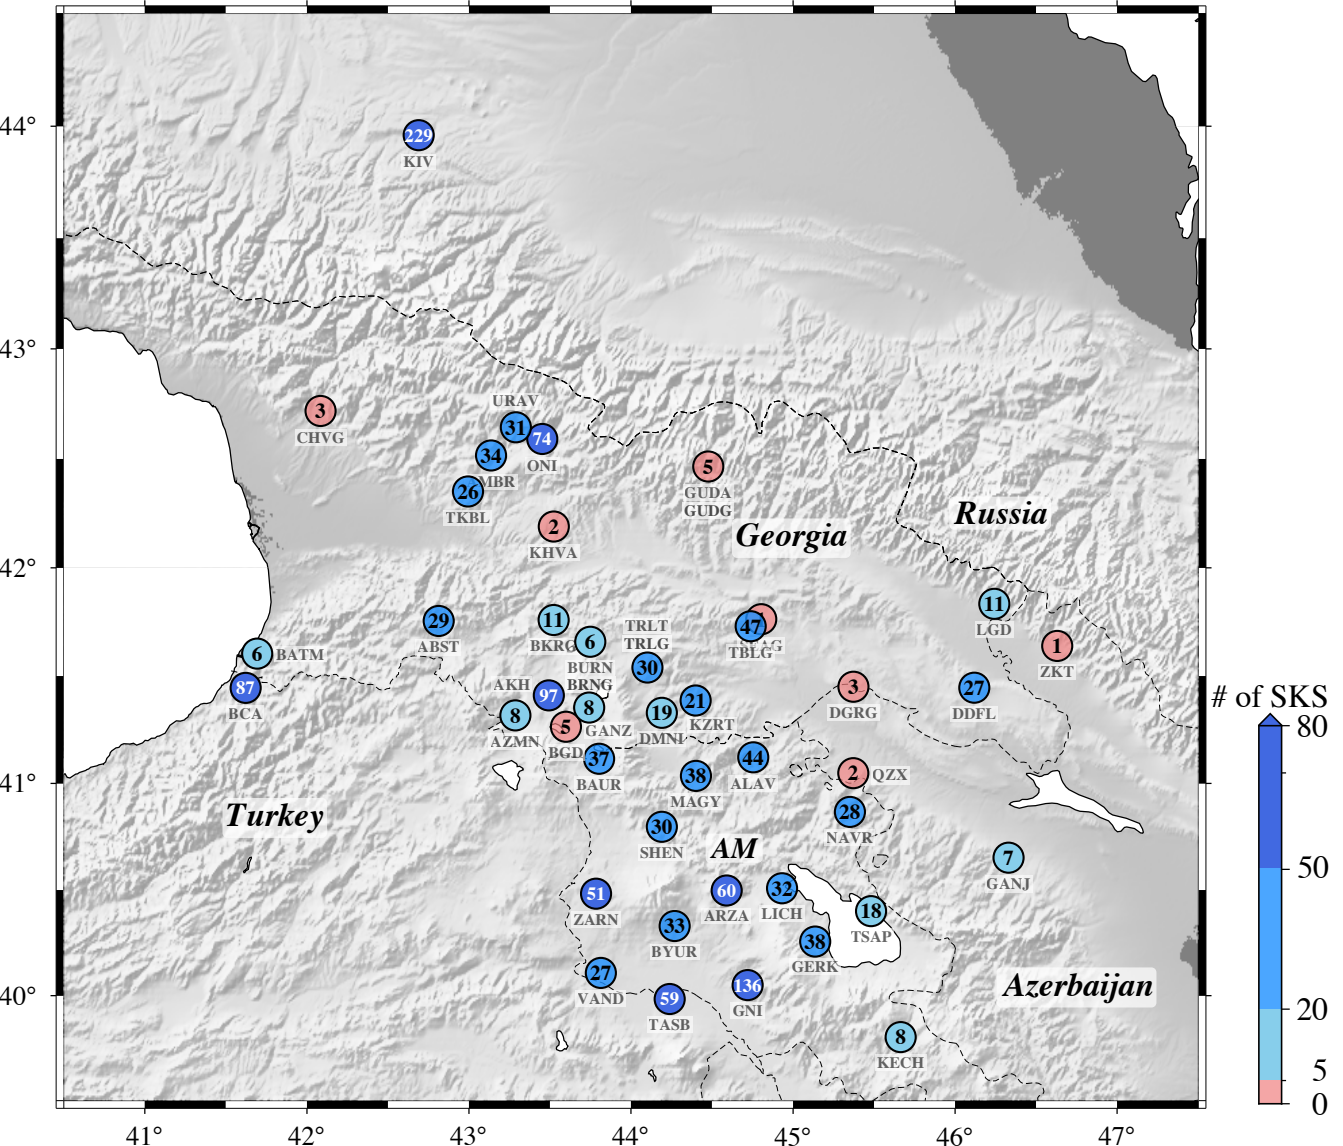 44°
229
KIV
43°
3
CHVG
URAV
31
74
ONI
34
MBR
26
TKBL
5
GUDA
GUDG
Russia
Georgia
2
KHVA
42°
11
LGD
29
ABST
11
BKRG
6
BURN
TRLT
TRLG
30
47
TBLG
1
ZKT
6
BATM
87
BCA
AKH
97
BRNG
8
GANZ
8
AZMN
5
BGD
19
DMNI
21
KZRT
3
DGRG
27
DDFL
# of SKS
80
50
20
5
0
41°
37
BAUR
38
MAGY
44
ALAV
2
QZX
28
NAVR
Turkey
30
SHEN
AM
7
GANJ
51
ZARN
60
ARZA
32
LICH
18
TSAP
33
BYUR
38
GERK
40°
27
VAND
59
TASB
136
GNI
Azerbaijan
8
KECH
41°
42°
43°
44°
45°
46°
47°